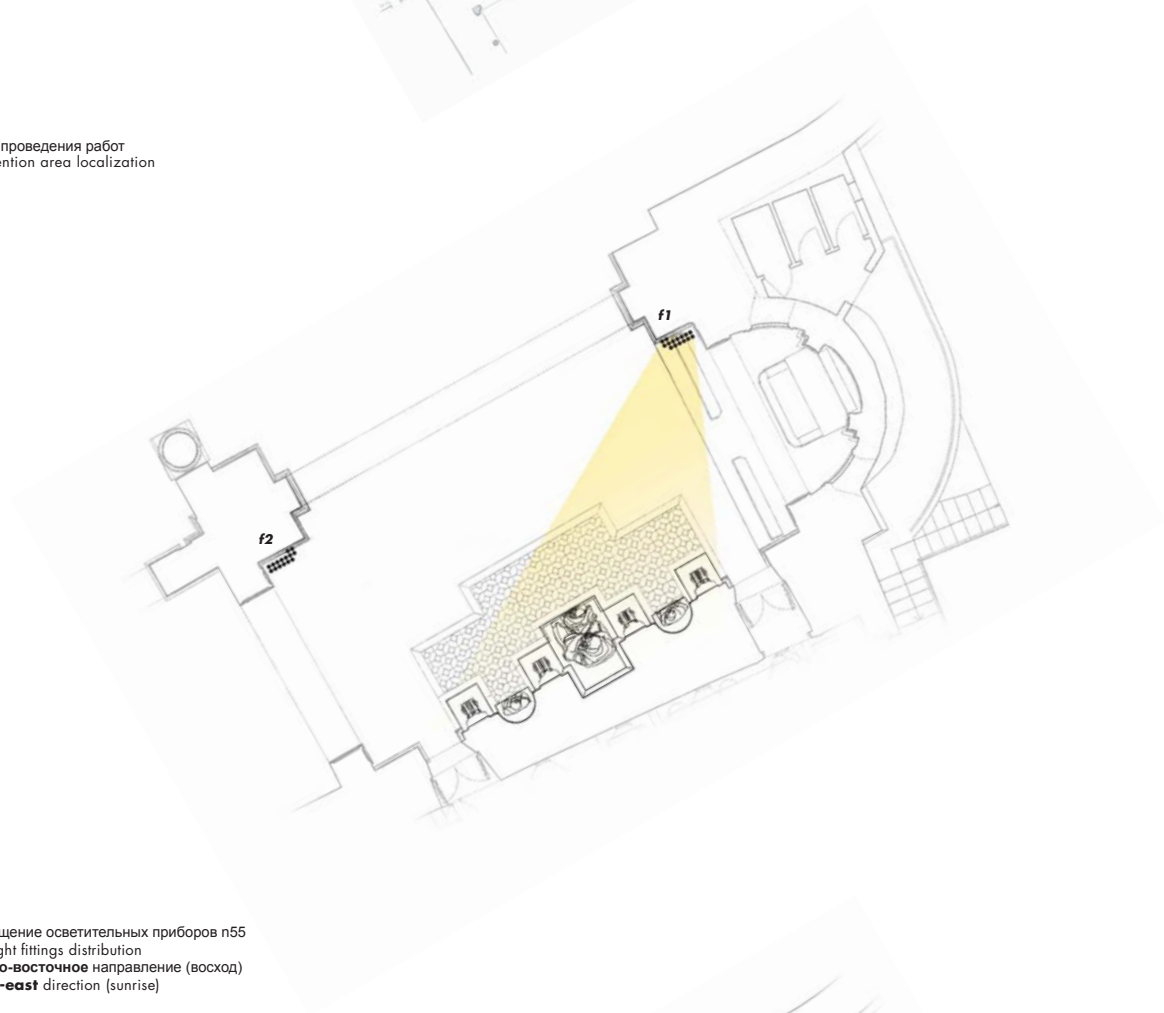 проведения работ
ention area localization
f1
f2
щение осветительных приборов n55
ght fittings distribution
о-восточное направление (восход)
-east direction (sunrise)